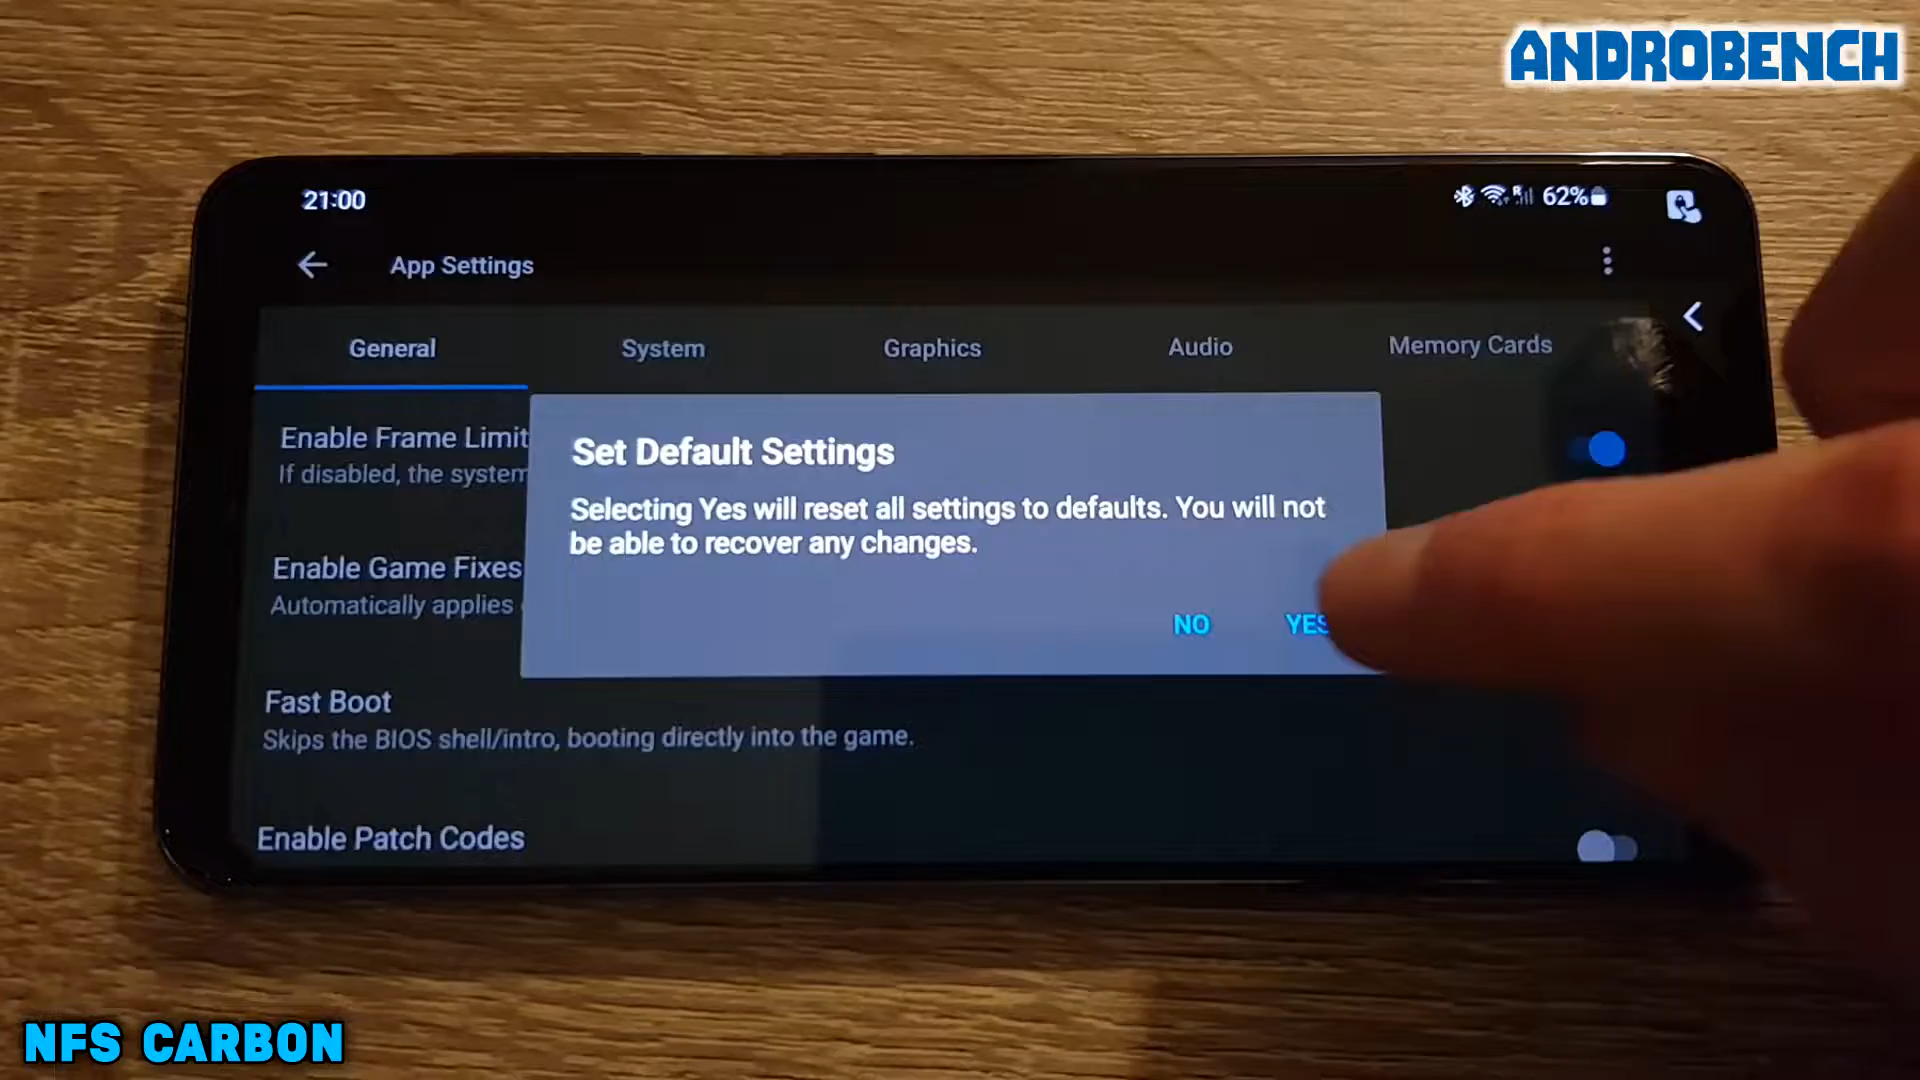 ANDROBENCH
21:00
R 62%
App Settings
General System Graphics Audio Memory Cards
Enable Frame Limit
If disabled, the system
Set Default Settings
Selecting Yes will reset all settings to defaults. You will not
be able to recover any changes.
NO YES
Enable Game Fixes
Automatically applies
Fast Boot
Skips the BIOS shell/intro, booting directly into the game.
Enable Patch Codes
NFS CARBON